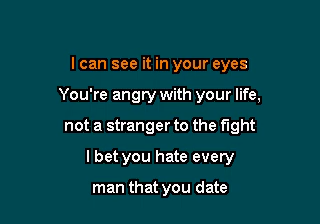 I can see it in your eyes
You're angry with your life,
not a stranger to the fight
I bet you hate every
man that you date